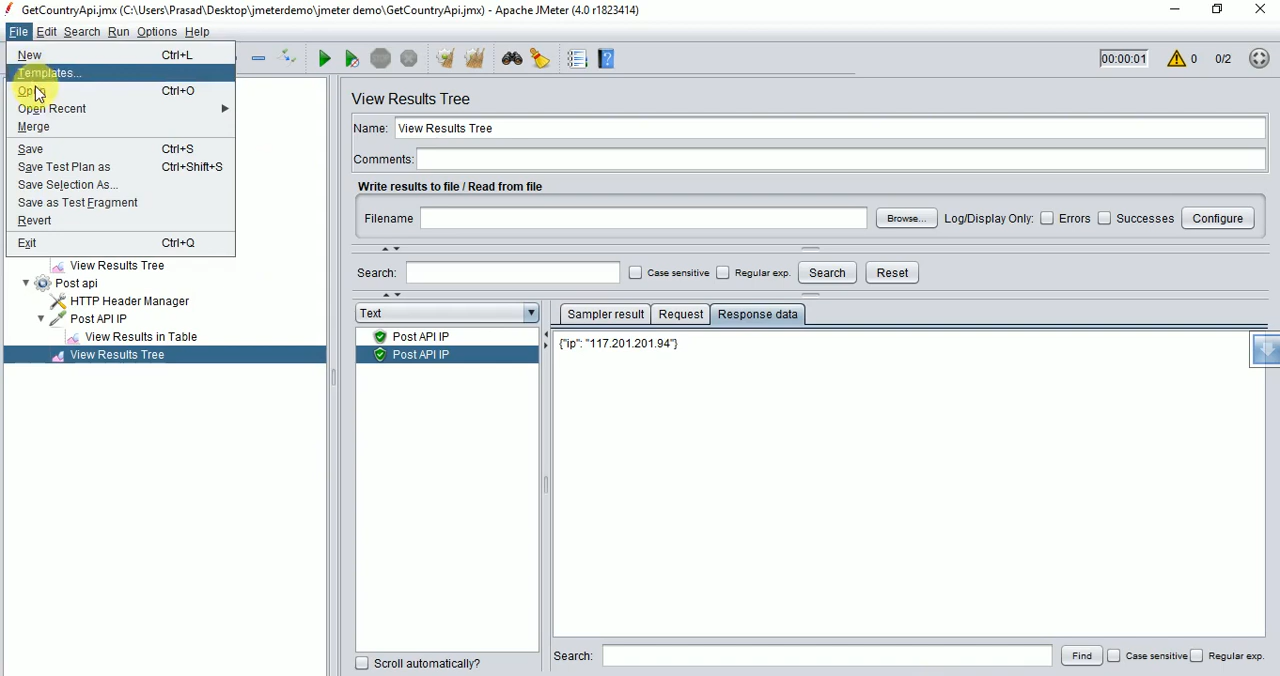 GetCountryApi.jmx (C:\Users\Prasad\Desktop\jmeterdemo\jmeter demo\GetCountryApi.jmx) - Apache JMeter (4.0 r1823414)
File Edit Search Run Options Help
00:00:01 0 0/2
New Ctrl+L
Templates...
Open Ctrl+O
Open Recent
Merge
Save Ctrl+S
Save Test Plan as Ctrl+Shift+S
Save Selection As...
Save as Test Fragment
Revert
Exit Ctrl+Q
View Results Tree
Post api
HTTP Header Manager
Post API IP
View Results in Table
View Results Tree
View Results Tree
Name: View Results Tree
Comments:
Write results to file / Read from file
Filename Browse... Log/Display Only: Errors Successes Configure
Search: Case sensitive Regular exp. Search Reset
Text
Post API IP
Post API IP
Scroll automatically?
Sampler result Request Response data
{"ip": "117.201.201.94"}
Search: Find Case sensitive Regular exp.